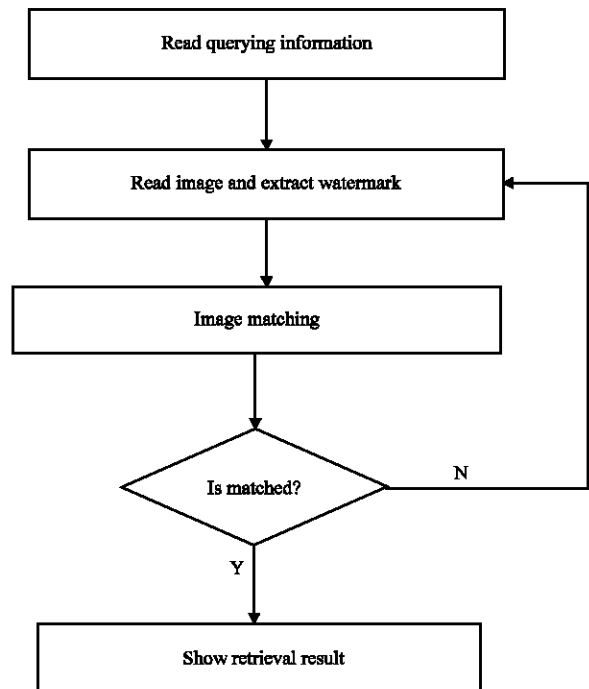 Read querying information
Read image and extract watermark
Image matching
Is matched?
N
Y
Show retrieval result